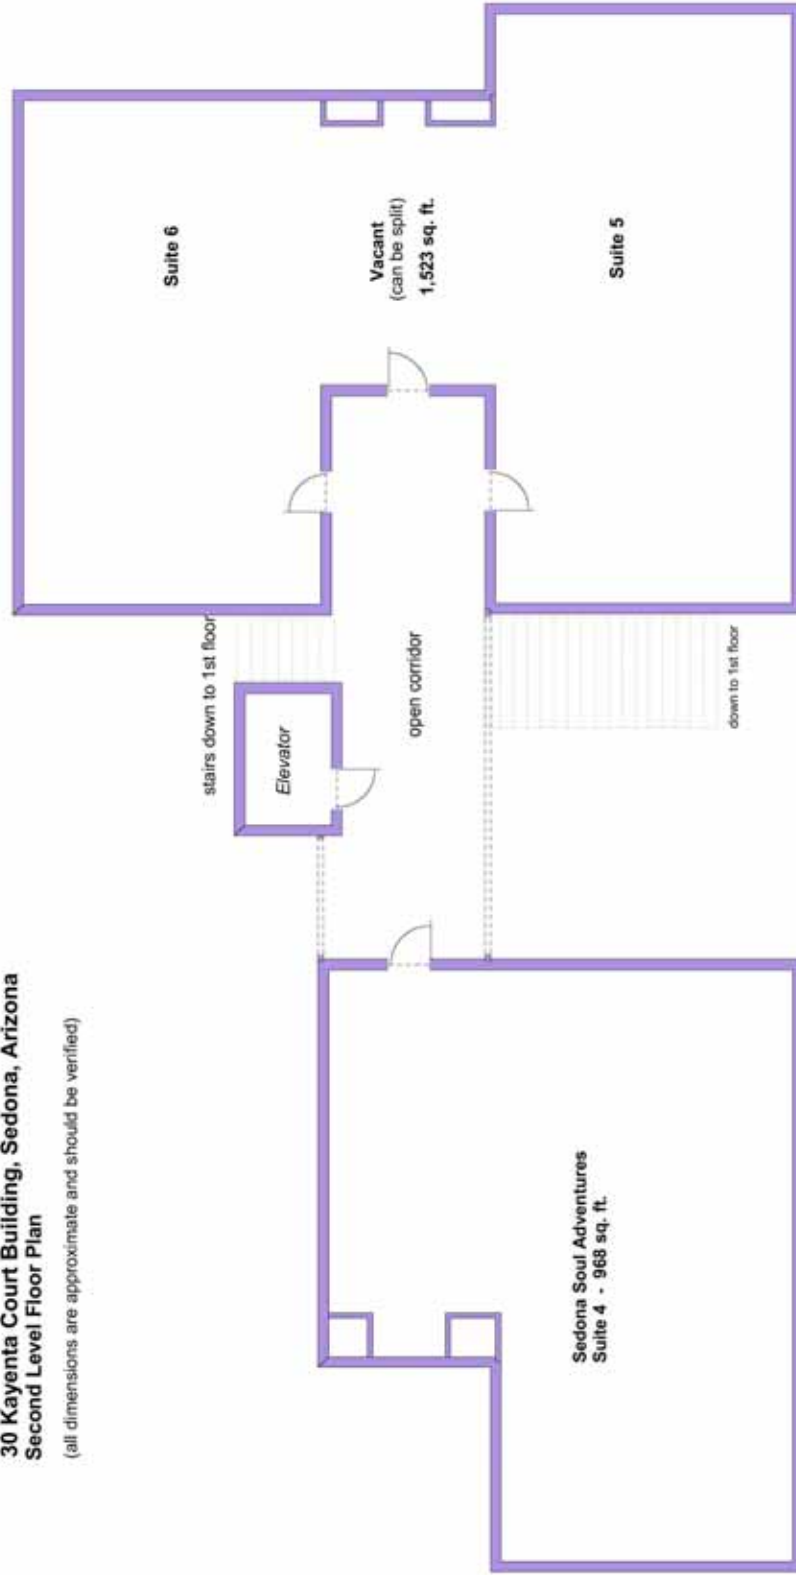 30 Kayenta Court Building, Sedona, Arizona
Second Level Floor Plan
(all dimensions are approximate and should be verified)
Sedona Soul Adventures
Suite 4 - 968 sq. ft.
stairs down to 1st floor
Elevator
open corridor
down to 1st floor
Suite 6
Vacant
(can be split)
1,523 sq. ft.
Suite 5